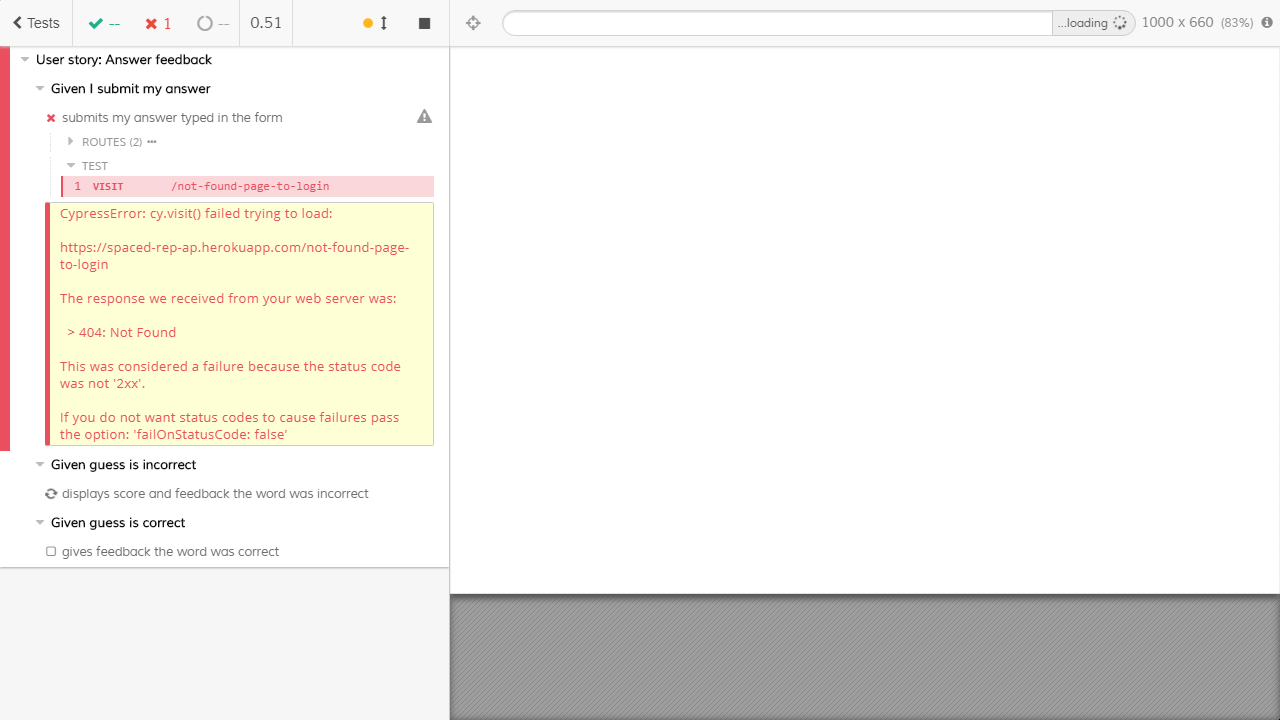 Tests -- 1 -- 0.51
...loading 1000 x 660 (83%)
User story: Answer feedback
Given I submit my answer
submits my answer typed in the form
ROUTES (2)
TEST
1 VISIT /not-found-page-to-login
CypressError: cy.visit() failed trying to load:
https://spaced-rep-ap.herokuapp.com/not-found-page-
to-login
The response we received from your web server was:
> 404: Not Found
This was considered a failure because the status code
was not '2xx'.
If you do not want status codes to cause failures pass
the option: 'failOnStatusCode: false'
Given guess is incorrect
displays score and feedback the word was incorrect
Given guess is correct
gives feedback the word was correct